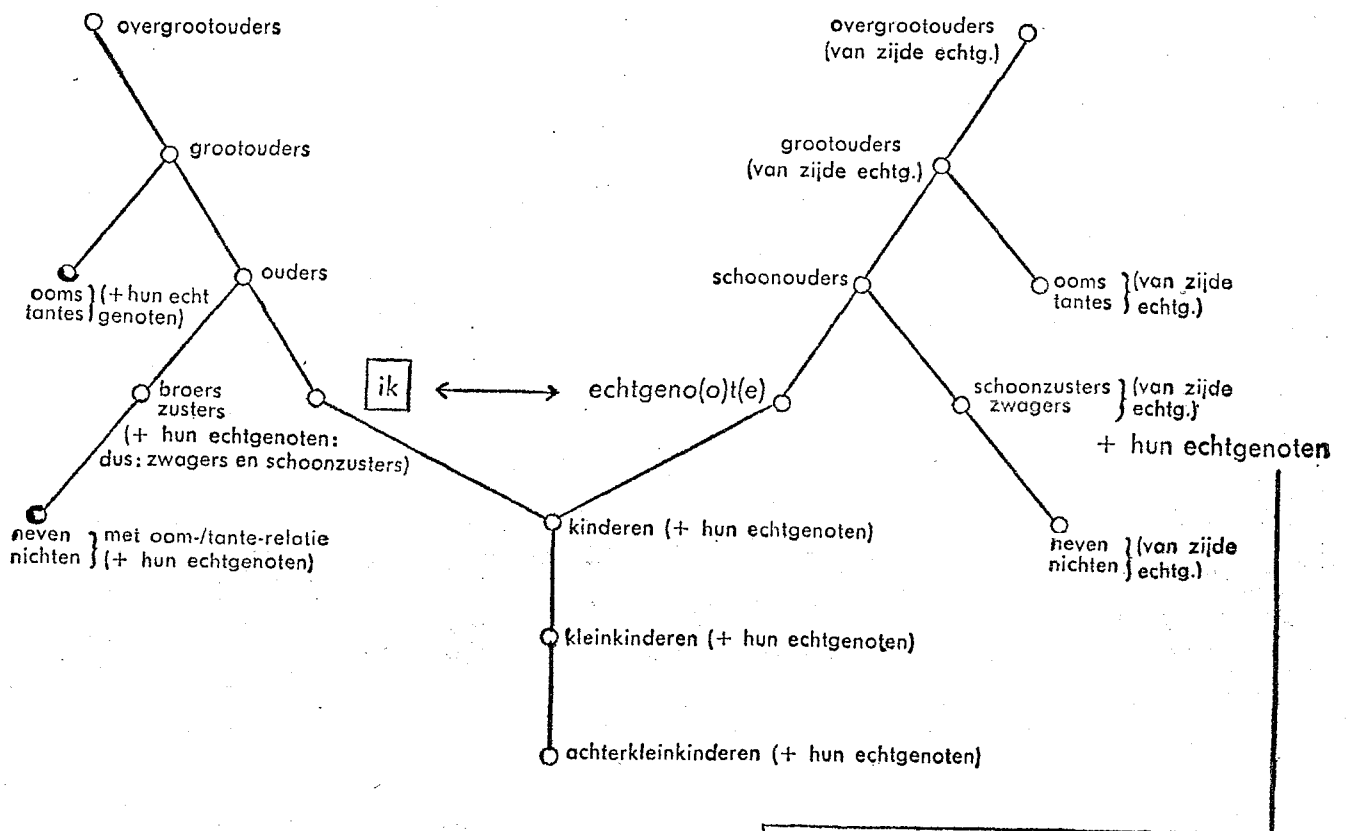 overgrootouders
overgrootouders
(van zijde echtg.)
grootouders
grootouders
(van zijde echtg.)
ouders
schoonouders
ooms } (+ hun echt
tantes } genoten)
ooms } (van zijde
tantes } echtg.)
ik
echtgeno(o)t(e)
broers
zusters
(+ hun echtgenoten:
dus: zwagers en schoonzusters)
schoonzusters } (van zijde
zwagers } echtg.)
+ hun echtgenoten
neven } met oom-/tante-relatie
nichten } (+ hun echtgenoten)
kinderen (+ hun echtgenoten)
neven } (van zijde
nichten } echtg.)
kleinkinderen (+ hun echtgenoten)
achterkleinkinderen (+ hun echtgenoten)